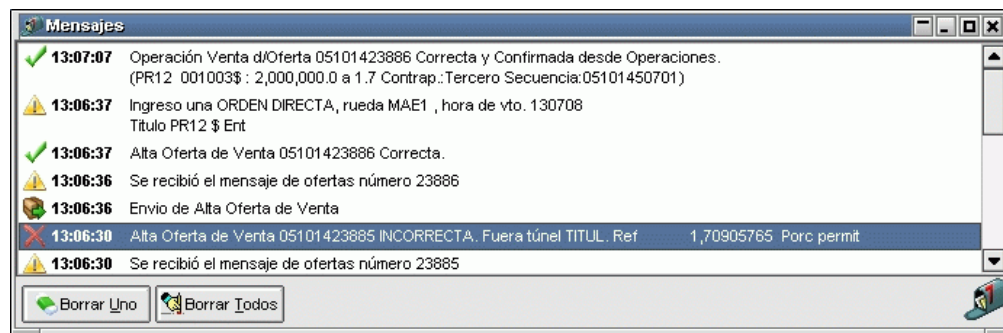 Mensajes
13:07:07 Operación Venta d/Oferta 05101423886 Correcta y Confirmada desde Operaciones.
(PR12 001003$ : 2,000,000.0 a 1.7 Contrap.:Tercero Secuencia:05101450701)
13:06:37 Ingreso una ORDEN DIRECTA, rueda MAE1 , hora de vto. 130708
Titulo PR12 $ Ent
13:06:37 Alta Oferta de Venta 05101423886 Correcta.
13:06:36 Se recibió el mensaje de ofertas número 23886
13:06:36 Envio de Alta Oferta de Venta
13:06:30 Alta Oferta de Venta 05101423885 INCORRECTA. Fuera túnel TITUL. Ref 1,70905765 Porc permit
13:06:30 Se recibió el mensaje de ofertas número 23885
Borrar Uno Borrar Todos